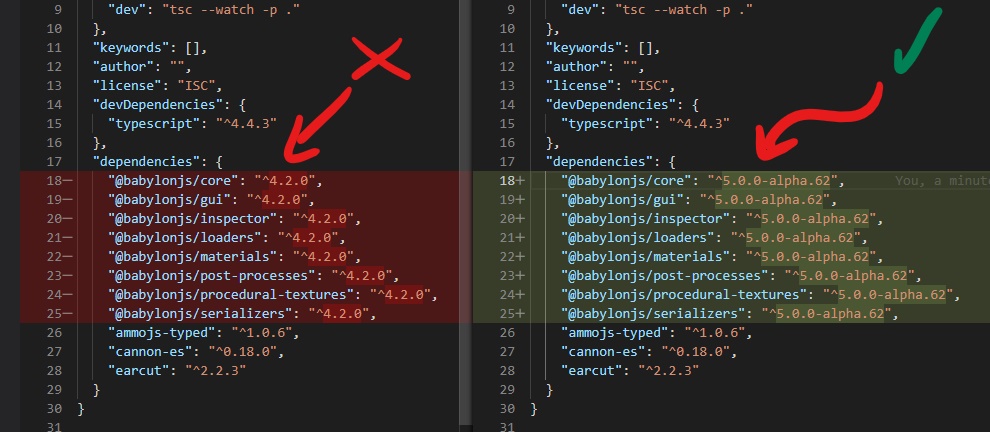 9 "dev": "tsc --watch -p ."
10 },
11 "keywords": [],
12 "author": "",
13 "license": "ISC",
14 "devDependencies": {
15 "typescript": "^4.4.3"
16 },
17 "dependencies": {
18— "@babylonjs/core": "^4.2.0",
19— "@babylonjs/gui": "^4.2.0",
20— "@babylonjs/inspector": "^4.2.0",
21— "@babylonjs/loaders": "^4.2.0",
22— "@babylonjs/materials": "^4.2.0",
23— "@babylonjs/post-processes": "^4.2.0",
24— "@babylonjs/procedural-textures": "^4.2.0",
25— "@babylonjs/serializers": "^4.2.0",
26 "ammojs-typed": "^1.0.6",
27 "cannon-es": "^0.18.0",
28 "earcut": "^2.2.3"
29 }
30 }
31
9 "dev": "tsc --watch -p ."
10 },
11 "keywords": [],
12 "author": "",
13 "license": "ISC",
14 "devDependencies": {
15 "typescript": "^4.4.3"
16 },
17 "dependencies": {
18+ "@babylonjs/core": "^5.0.0-alpha.62", You, a minute
19+ "@babylonjs/gui": "^5.0.0-alpha.62",
20+ "@babylonjs/inspector": "^5.0.0-alpha.62",
21+ "@babylonjs/loaders": "^5.0.0-alpha.62",
22+ "@babylonjs/materials": "^5.0.0-alpha.62",
23+ "@babylonjs/post-processes": "^5.0.0-alpha.62",
24+ "@babylonjs/procedural-textures": "^5.0.0-alpha.62",
25+ "@babylonjs/serializers": "^5.0.0-alpha.62",
26 "ammojs-typed": "^1.0.6",
27 "cannon-es": "^0.18.0",
28 "earcut": "^2.2.3"
29 }
30 }
31